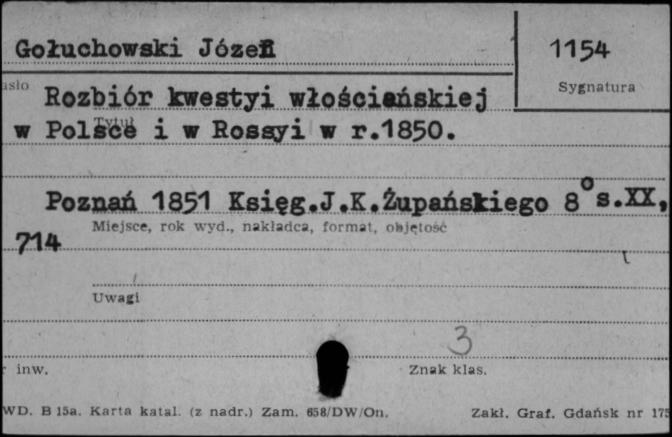 Gołuchowski Józef
1154
Sygnatura
asło
Rozbiór kwestyi włościańskiej
Tytuł
w Polsce i w Rossyi w r.1850.
Poznań 1851 Księg.J.K.Żupańskiego 8° s.XX,
Miejsce, rok wyd., nakładca, format, objętość
714
Uwagi
3
r inw.
Znak klas.
WD. B 15a. Karta katal. (z nadr.) Zam. 658/DW/On.
Zakł. Graf. Gdańsk nr 175